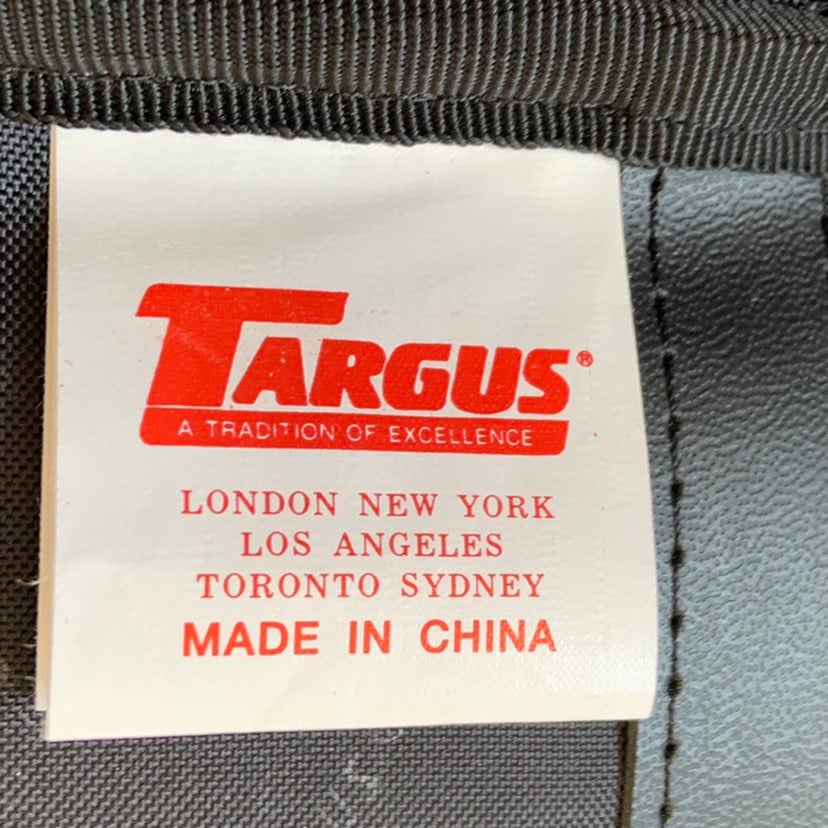 TARGUS®
A TRADITION OF EXCELLENCE
LONDON NEW YORK
LOS ANGELES
TORONTO SYDNEY
MADE IN CHINA